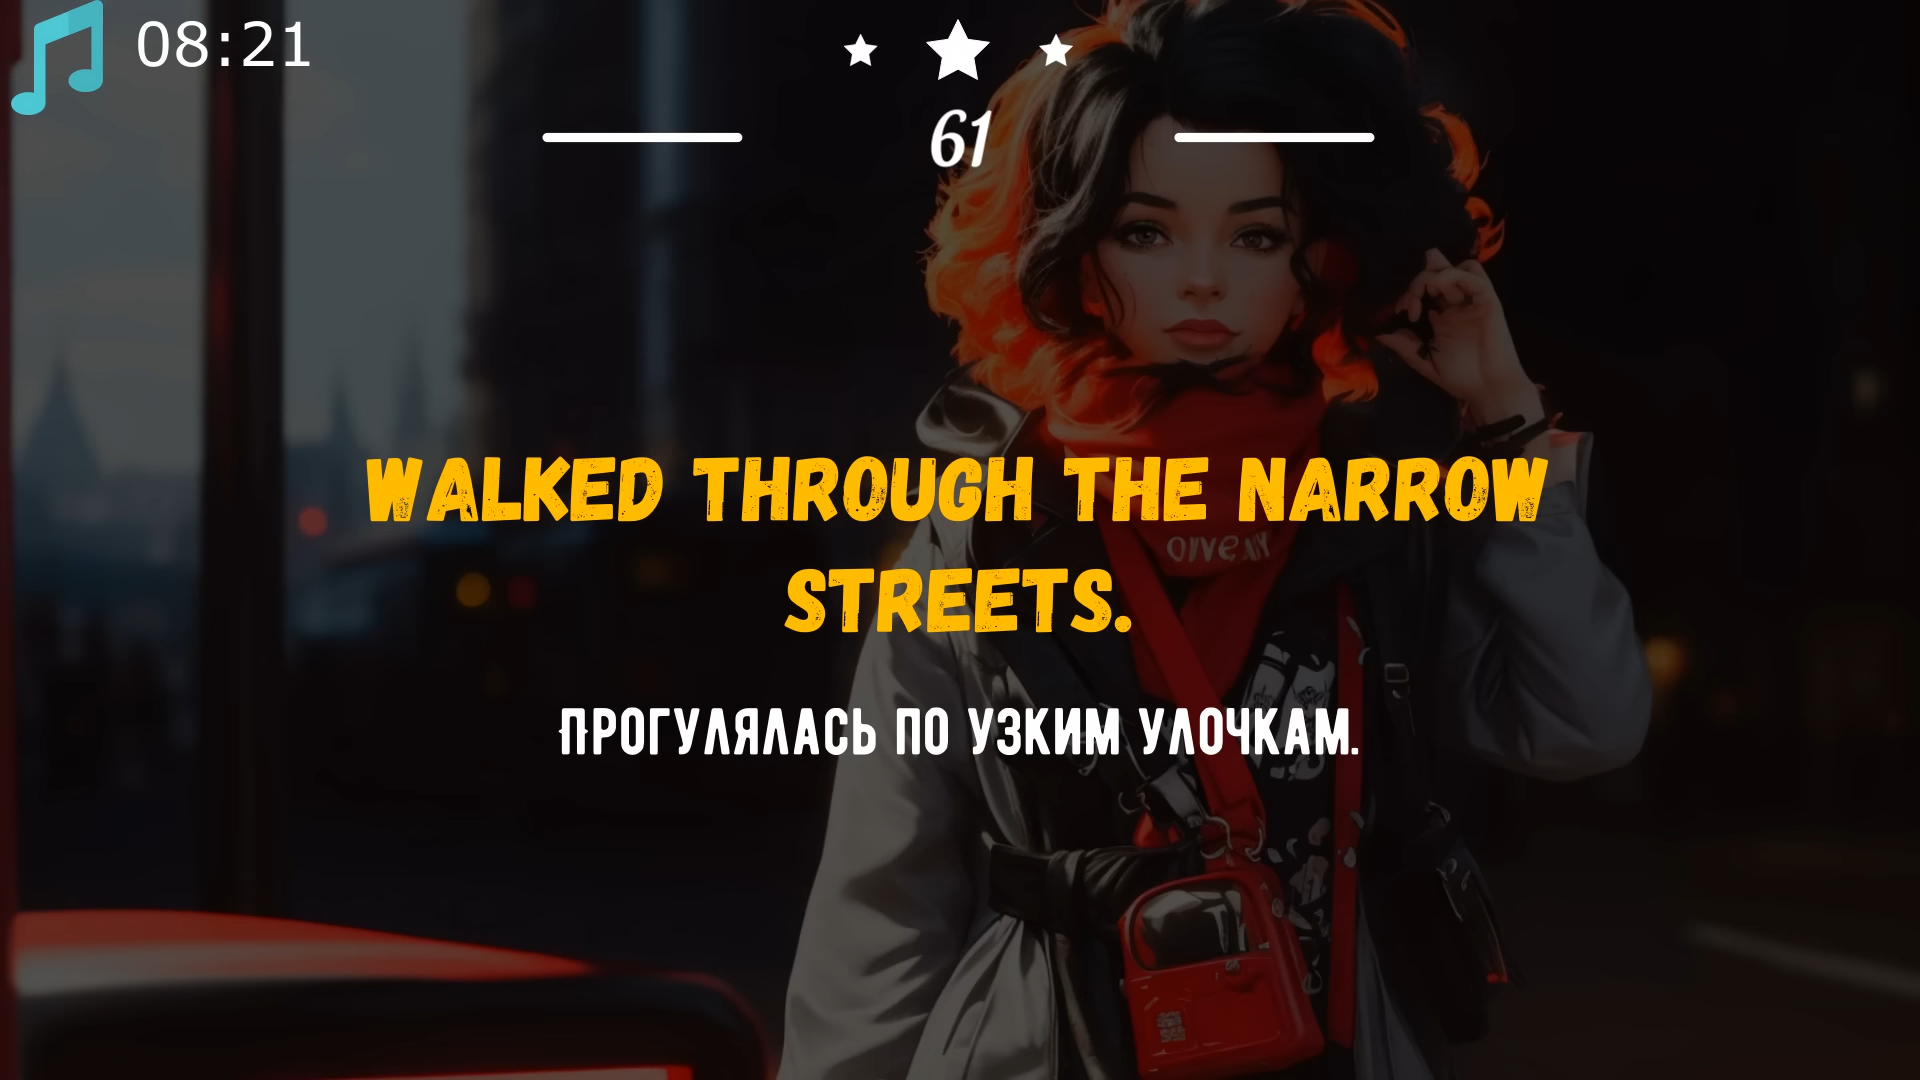 08:21
61
WALKED THROUGH THE NARROW
STREETS.
ПРОГУЛЯЛАСЬ ПО УЗКИМ УЛОЧКАМ.